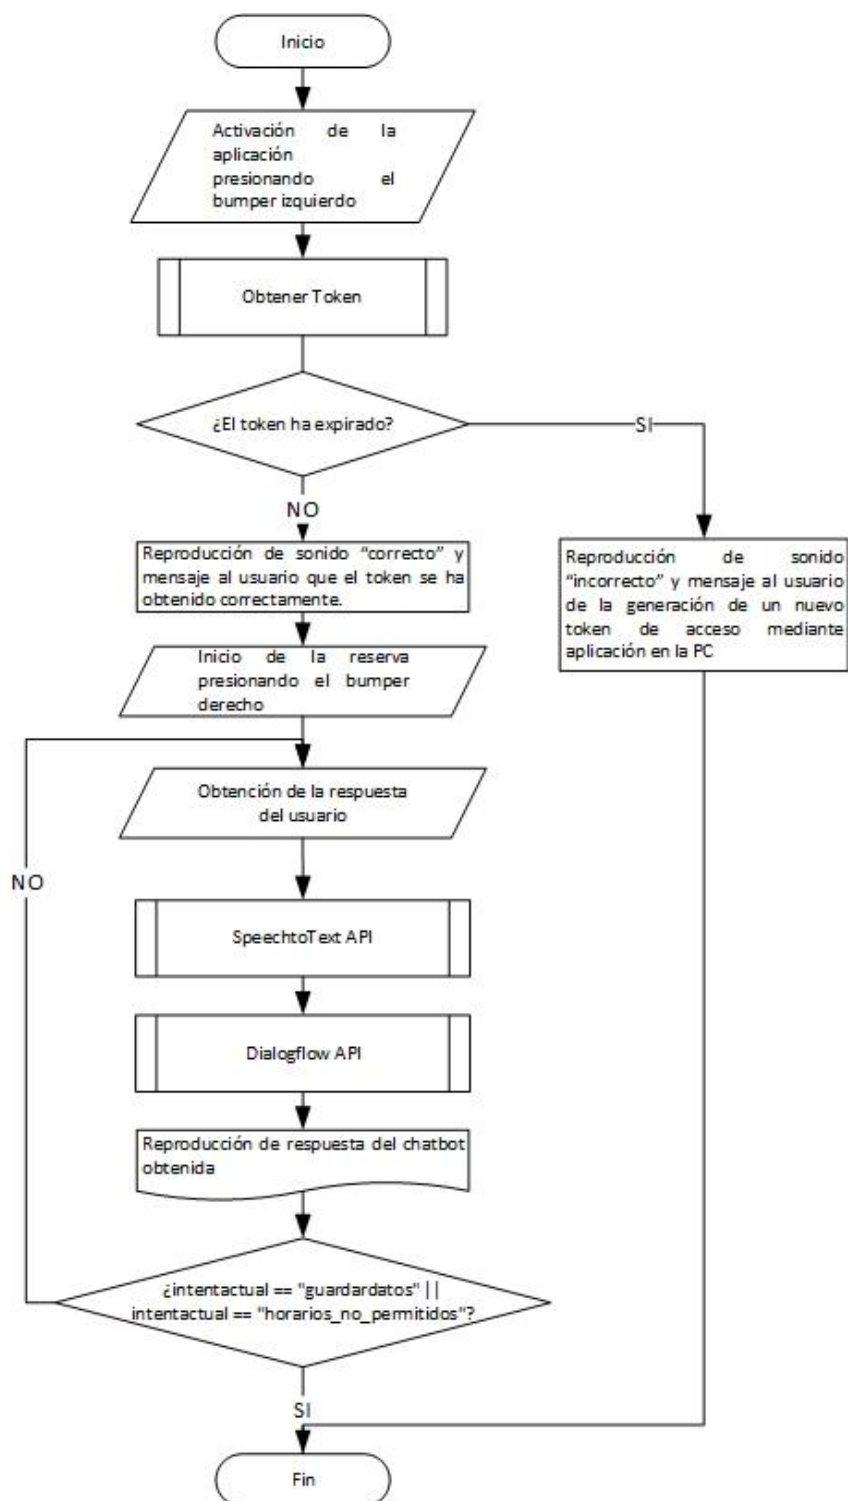 Inicio
Activación de la
aplicación
presionando el
bumper izquierdo
Obtener Token
¿El token ha expirado?
SI
NO
Reproducción de sonido “correcto” y
mensaje al usuario que el token se ha
obtenido correctamente.
Reproducción de sonido
“incorrecto” y mensaje al usuario
de la generación de un nuevo
token de acceso mediante
aplicación en la PC
Inicio de la reserva
presionando el bumper
derecho
Obtención de la respuesta
del usuario
NO
SpeechtoText API
Dialogflow API
Reproducción de respuesta del chatbot
obtenida
¿intentactual == "guardardatos" ||
intentactual == "horarios_no_permitidos"?
SI
Fin